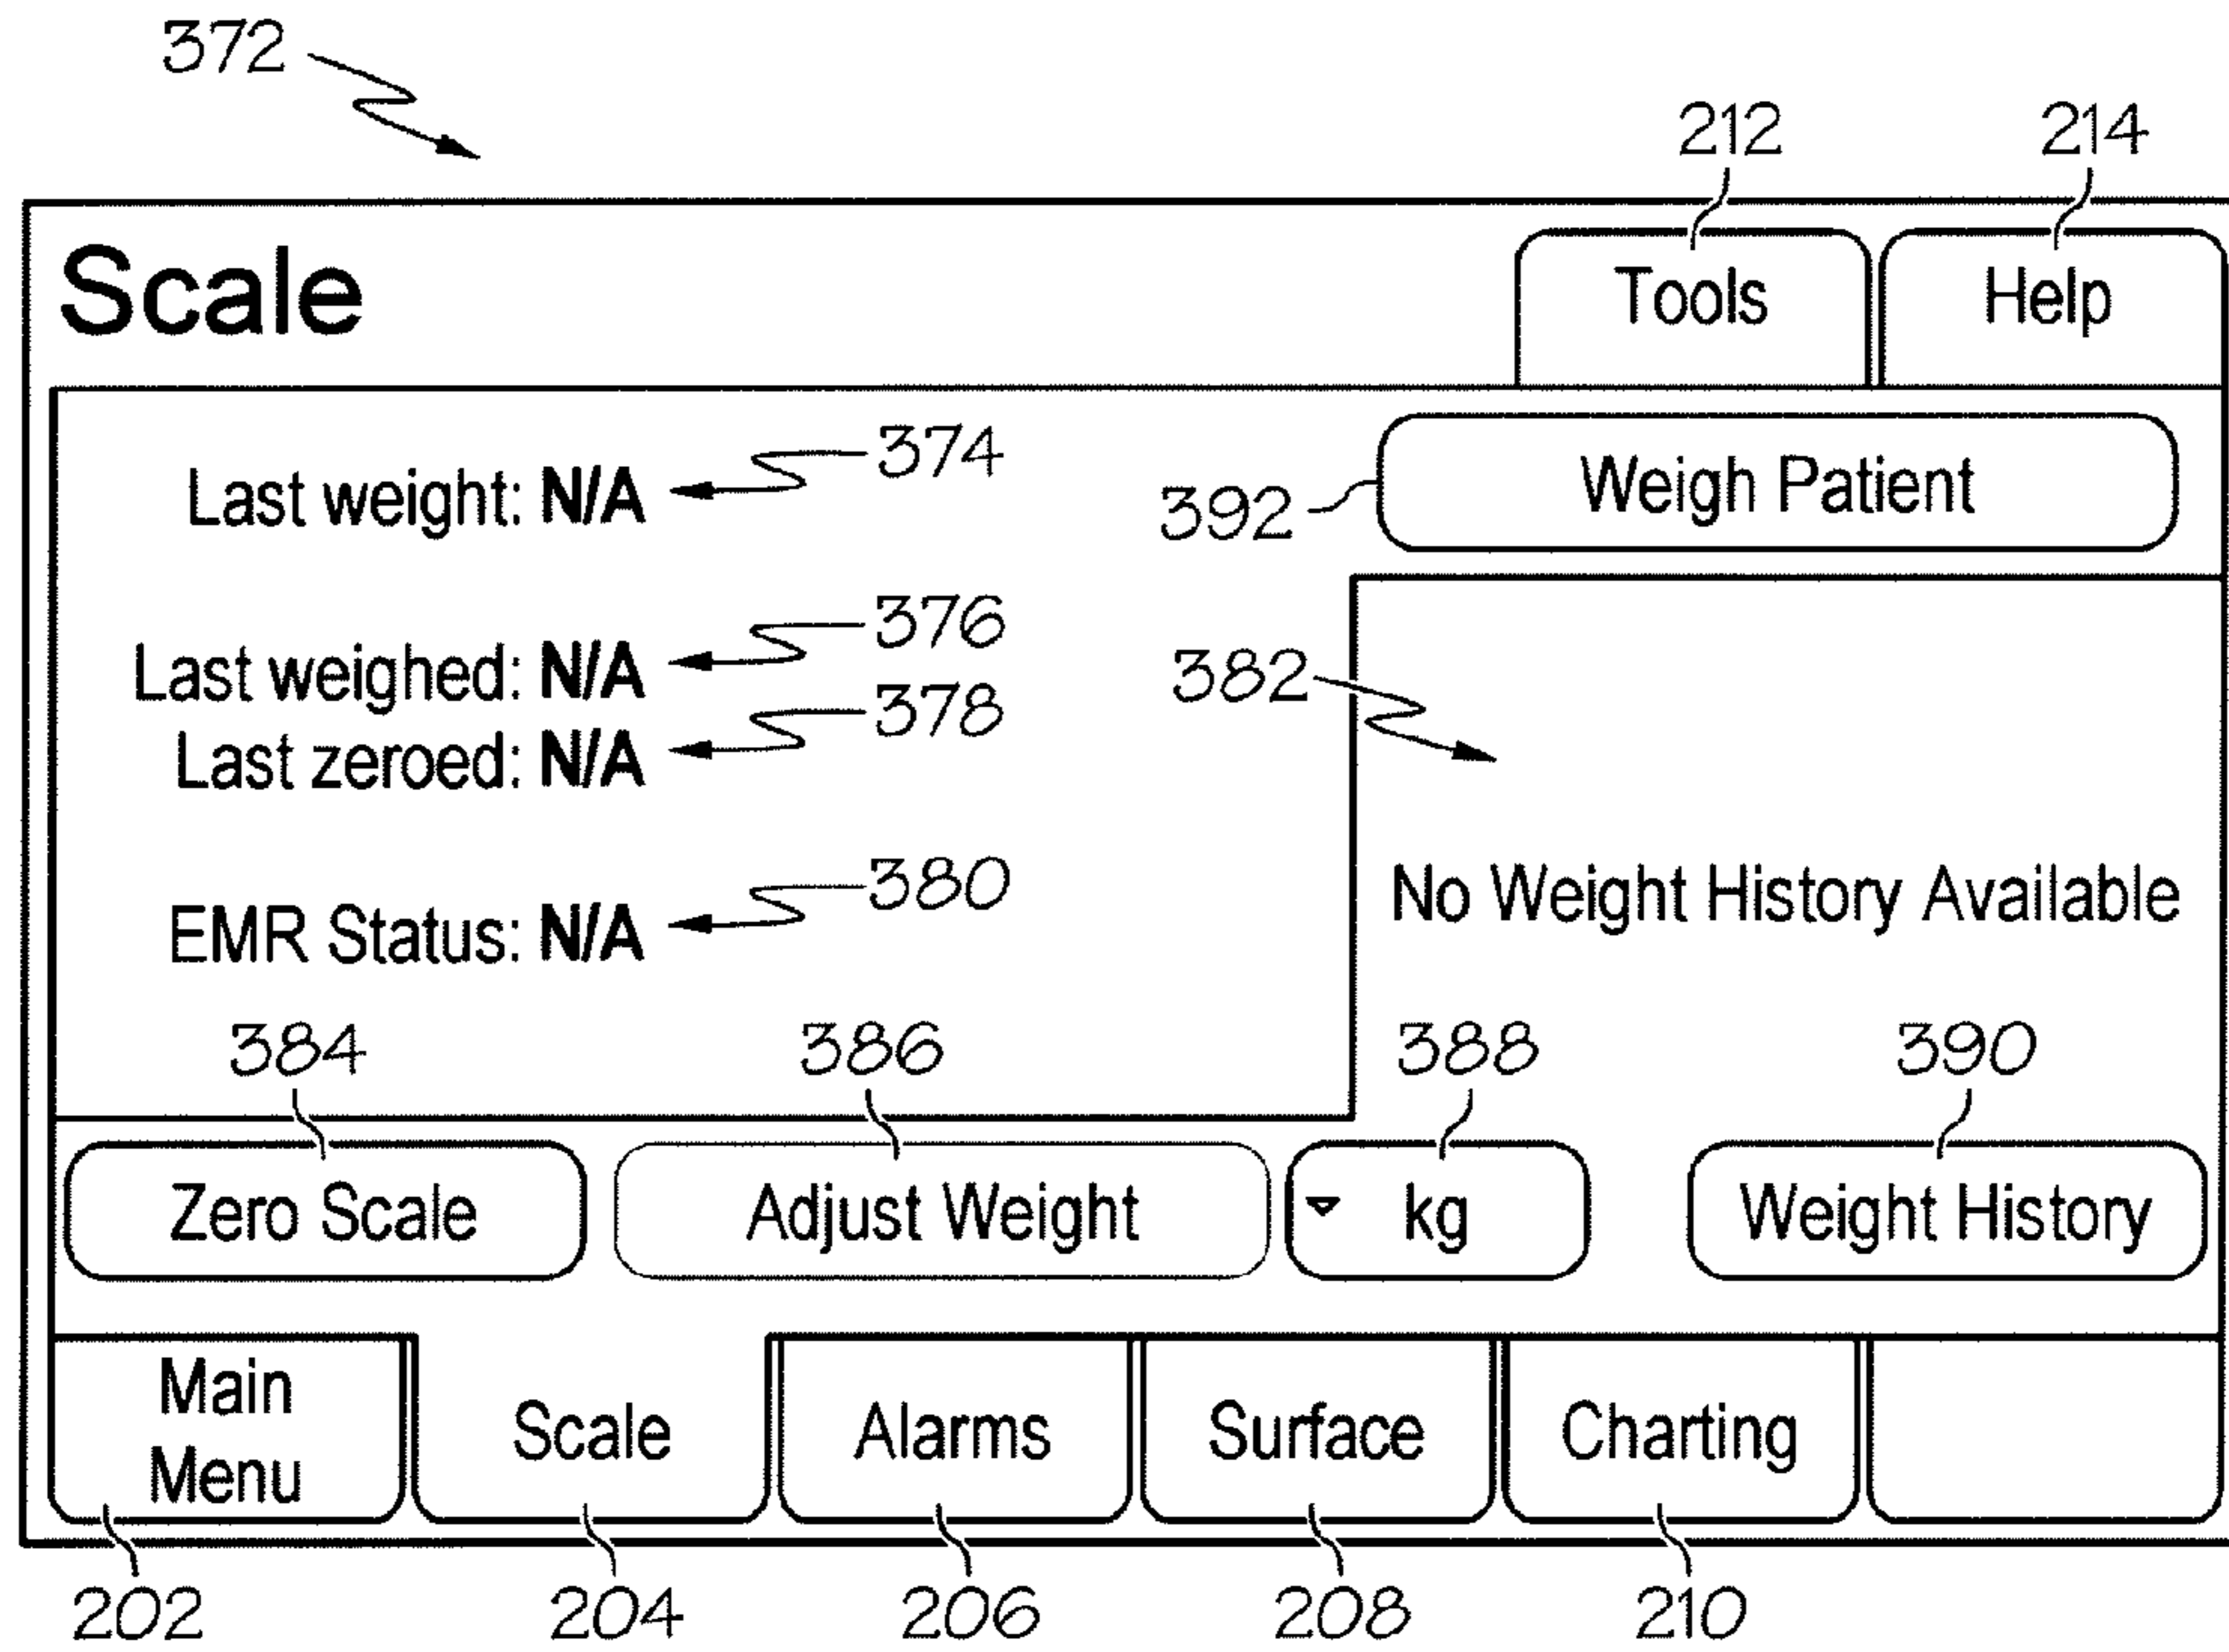 372
212 214
Scale Tools Help
Last weight: N/A 374
392 Weigh Patient
Last weighed: N/A 376
Last zeroed: N/A 378
382
EMR Status: N/A 380
No Weight History Available
384 386 388 390
Zero Scale Adjust Weight kg Weight History
Main
Menu
Scale Alarms Surface Charting
202 204 206 208 210